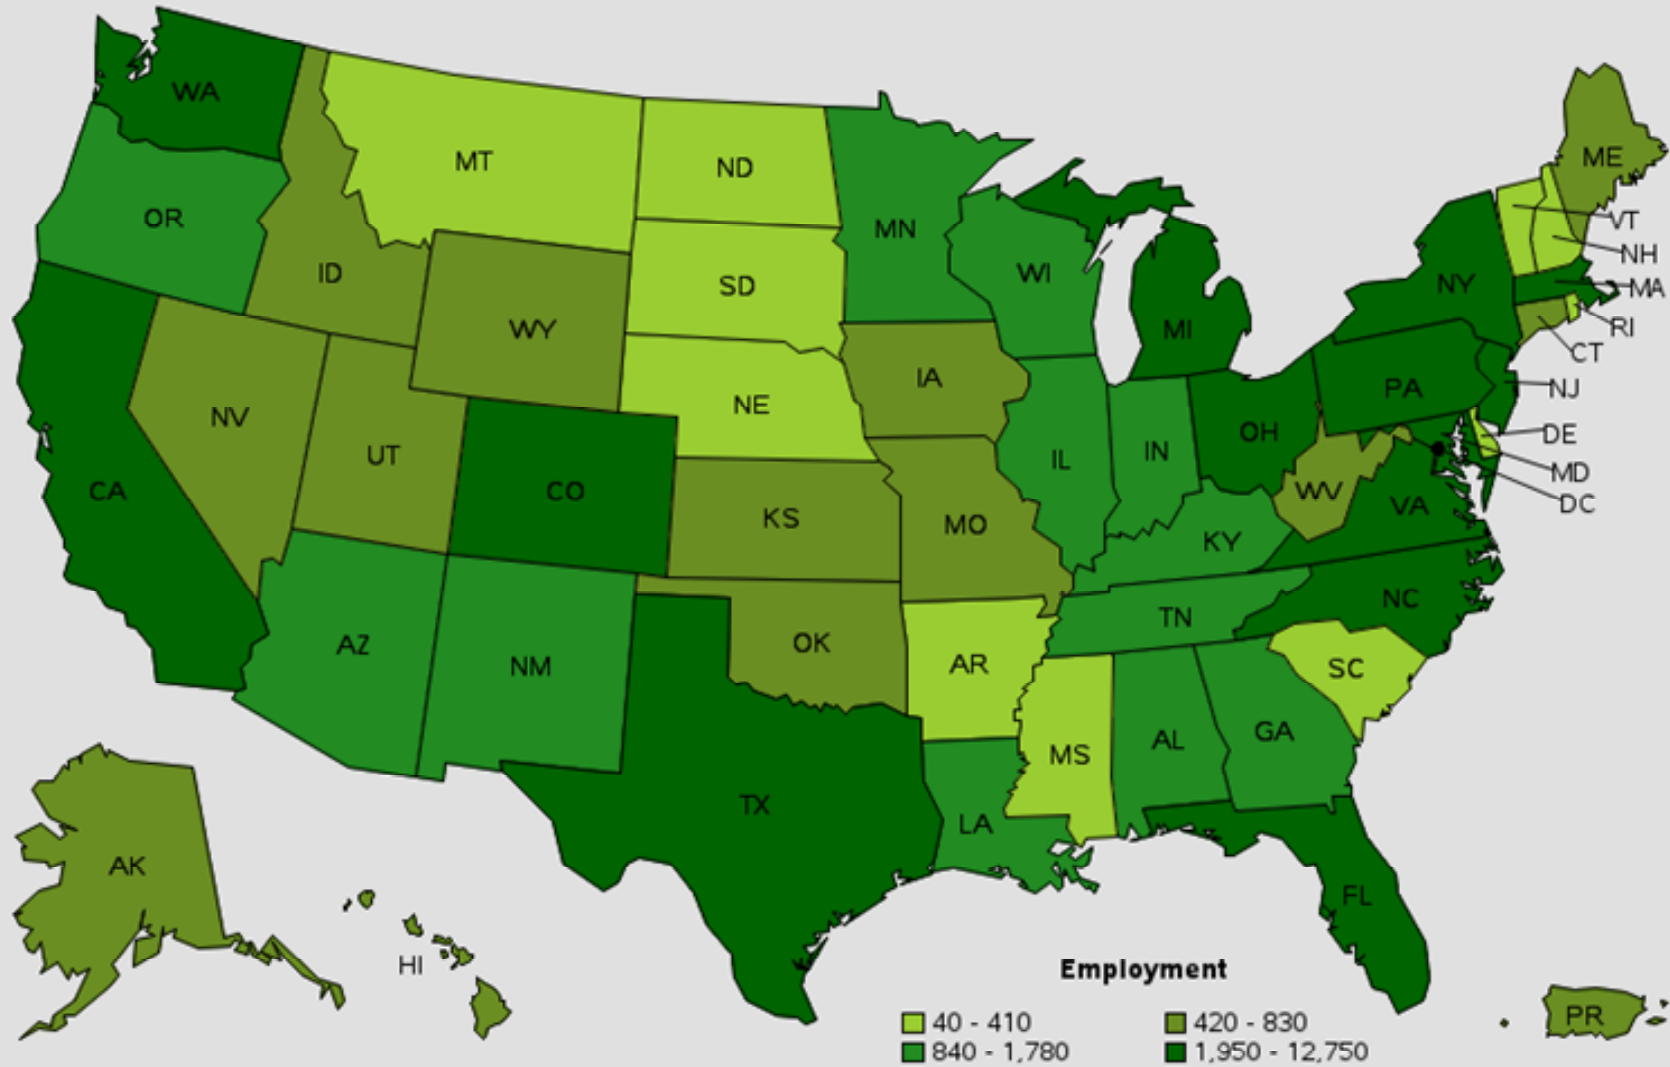 WA
MT
ND
ME
OR
MN
VT
ID
SD
WI
NH
NY
MA
WY
MI
RI
IA
CT
NV
NE
PA
NJ
UT
OH
DE
CA
CO
KS
MO
IL
IN
WV
MD
VA
DC
KY
NC
AZ
NM
OK
AR
TN
SC
MS
AL
GA
TX
LA
AK
FL
HI
PR
Employment
40 - 410
420 - 830
840 - 1,780
1,950 - 12,750